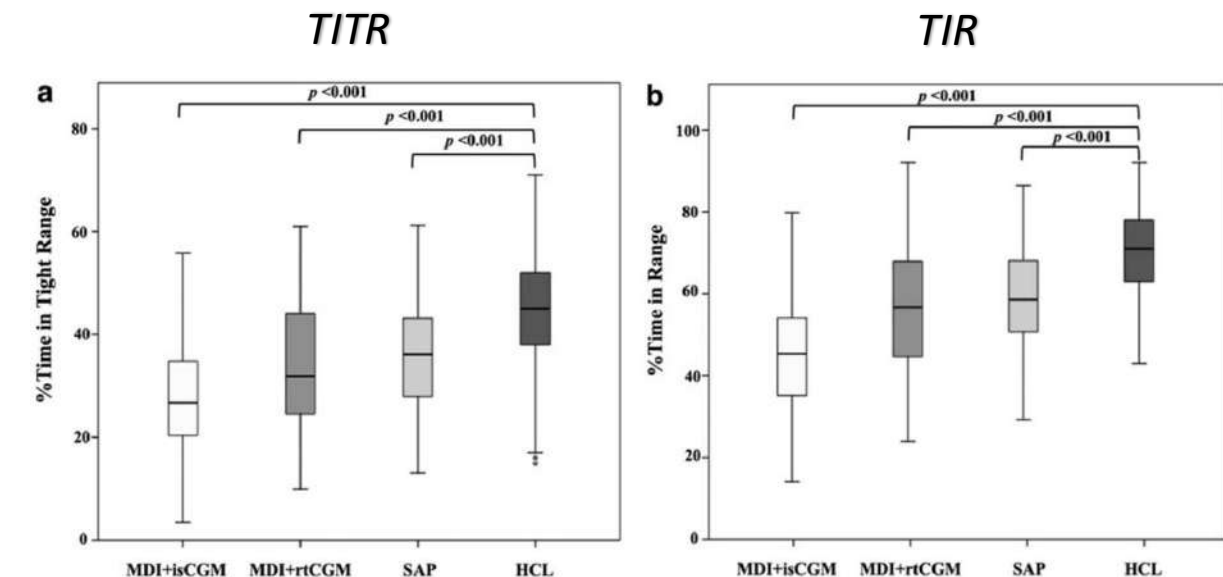 TITR
TIR
a
p <0.001
p <0.001
p <0.001
80
60
40
20
0
%Time in Tight Range
MDI+isCGM MDI+rtCGM SAP HCL
b
p <0.001
p <0.001
p <0.001
100
80
60
40
20
0
%Time in Range
MDI+isCGM MDI+rtCGM SAP HCL